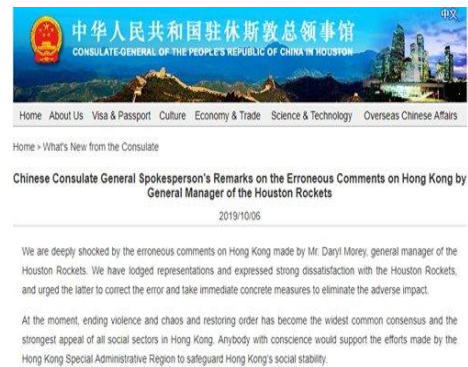 中文
中华人民共和国驻休斯敦总领事馆
CONSULATE-GENERAL OF THE PEOPLE'S REPUBLIC OF CHINA IN HOUSTON
Home About Us Visa & Passport Culture Economy & Trade Science & Technology Overseas Chinese Affairs
Home > What's New from the Consulate
Chinese Consulate General Spokesperson's Remarks on the Erroneous Comments on Hong Kong by
General Manager of the Houston Rockets
2019/10/06
We are deeply shocked by the erroneous comments on Hong Kong made by Mr. Daryl Morey, general manager of the
Houston Rockets. We have lodged representations and expressed strong dissatisfaction with the Houston Rockets,
and urged the latter to correct the error and take immediate concrete measures to eliminate the adverse impact.
At the moment, ending violence and chaos and restoring order has become the widest common consensus and the
strongest appeal of all social sectors in Hong Kong. Anybody with conscience would support the efforts made by the
Hong Kong Special Administrative Region to safeguard Hong Kong's social stability.